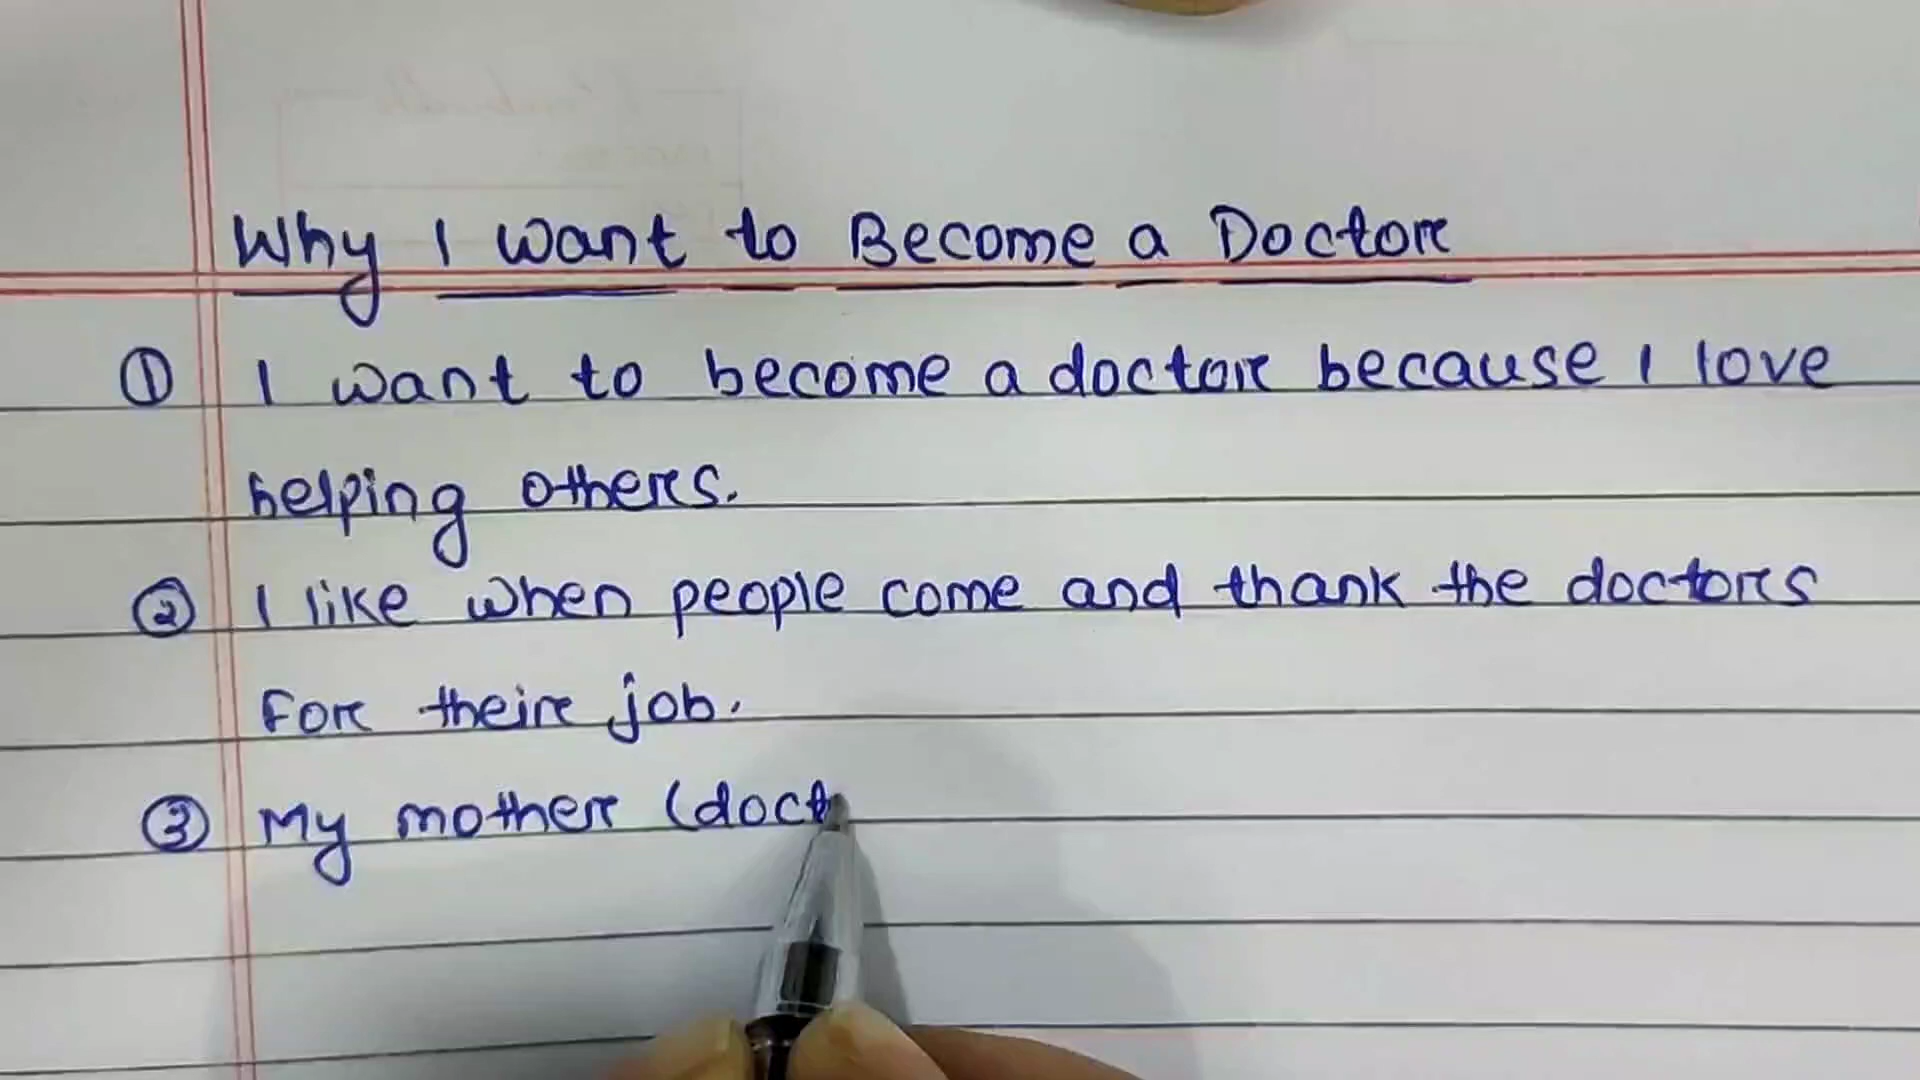 Why I want to Become a Doctor
① I want to become a doctor because I love
helping others.
② I like when people come and thank the doctors
For their job.
③ My mother (doct